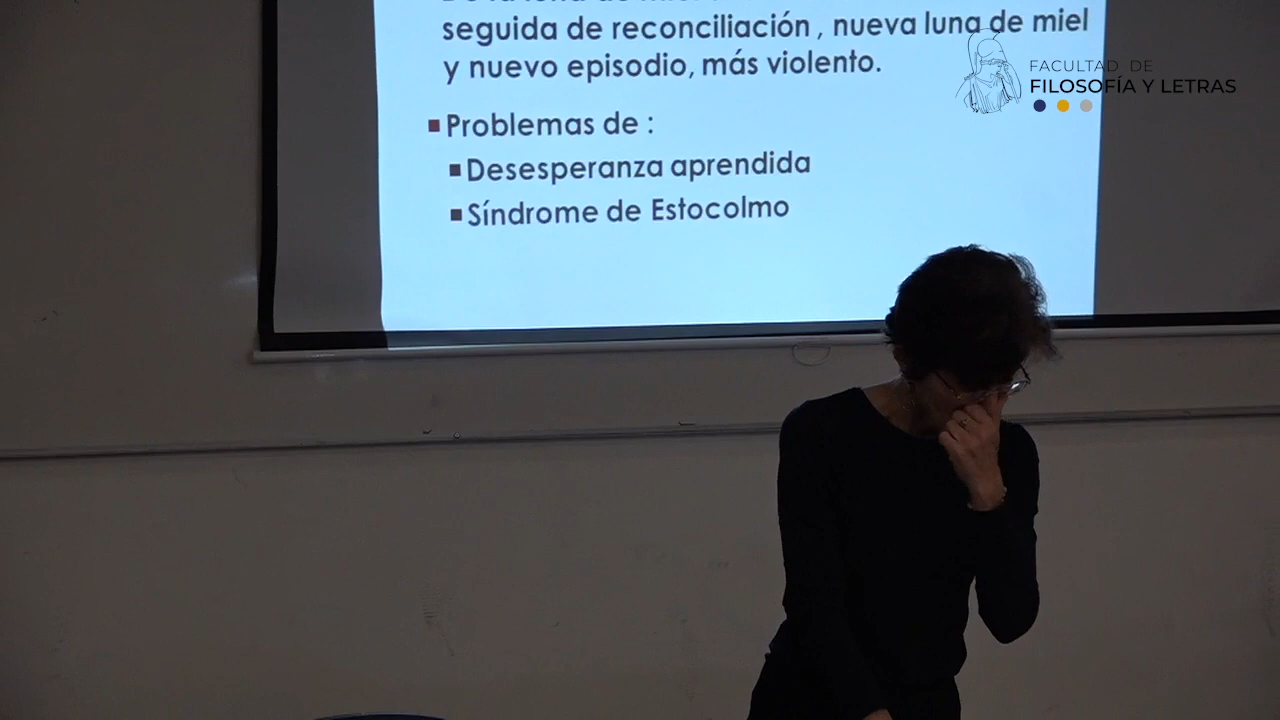 seguida de reconciliación , nueva luna de miel
y nuevo episodio, más violento.
Problemas de :
Desesperanza aprendida
Síndrome de Estocolmo
FACULTAD DE
FILOSOFÍA Y LETRAS